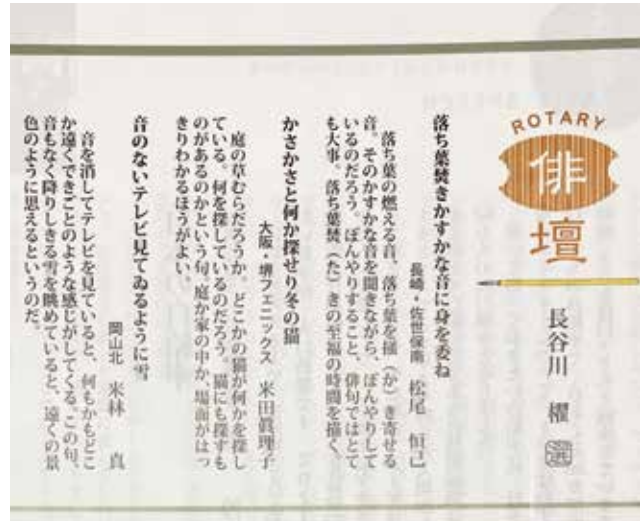 ROTARY
俳
壇
長谷川 櫂 選
落ち葉焚きかすかな音に身を委ね
長崎・佐世保南 松尾 恒己
落ち葉の燃える音、落ち葉を掻(か)き寄せる
音。そのかすかな音を聞きながら、ぼんやりして
いるのだろう。ぼんやりすること、俳句ではとて
も大事。落ち葉焚(た)きの至福の時間を描く。
かさかさと何か探せり冬の猫
大阪・堺フェニックス 米田眞理子
庭の草むらだろうか。どこかの猫が何かを探し
ている。何を探しているのだろう。猫にも探すも
のがあるのかという句。庭か家の中か、場面がはっ
きりわかるほうがよい。
音のないテレビ見てゐるように雪
岡山北 米林 真
音を消してテレビを見ていると、何もかもどこ
か遠くできごとのような感じがしてくる。この句、
音もなく降りしきる雪を眺めていると、遠くの景
色のように思えるというのだ。